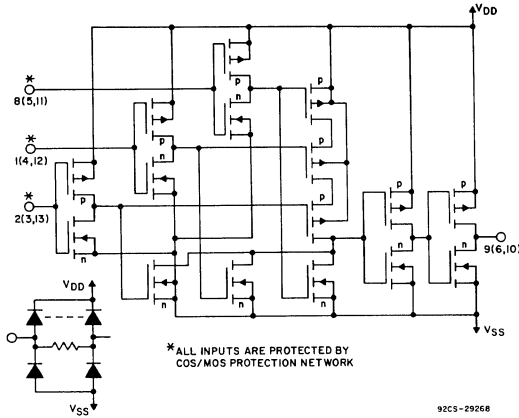 VDD
*
8(5,11)
p
n
p
*
1(4,12)
p
n
p
*
2(3,13)
p
n
p
p
p
n
n
9(6,10)
n
n
n
VDD
VSS
VSS
*ALL INPUTS ARE PROTECTED BY
COS/MOS PROTECTION NETWORK
92CS-29268